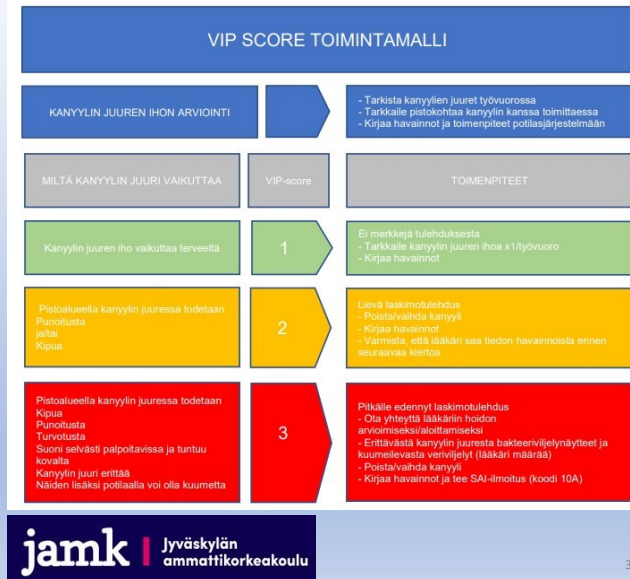 VIP SCORE TOIMINTAMALLI
KANYYLIN JUUREN IHON ARVIOINTI
- Tarkista kanyylien juuret työvuorossa
- Tarkkaile pistokohtaa kanyylin kanssa toimittaessa
- Kirjaa havainnot ja toimenpiteet potilasjärjestelmään
MILTÄ KANYYLIN JUURI VAIKUTTAA
VIP-score
TOIMENPITEET
Kanyylin juuren iho vaikuttaa terveeltä
1
Ei merkkejä tulehduksesta
- Tarkkaile kanyylin juuren ihoa x1/työvuoro
- Kirjaa havainnot
Pistoalueella kanyylin juuressa todetaan
Punoitusta
ja/tai
Kipua
2
Lievä laskimotulehdus
- Poista/vaihda kanyyli
- Kirjaa havainnot
- Varmista, että lääkäri saa tiedon havainnoista ennen
seuraavaa kiertoa
Pistoalueella kanyylin juuressa todetaan
Kipua
Punoitusta
Turvotusta
Suoni selvästi palpoitavissa ja tuntuu
kovalta
Kanyylin juuri erittää
Näiden lisäksi potilaalla voi olla kuumetta
3
Pitkälle edennyt laskimotulehdus
- Ota yhteyttä lääkäriin hoidon
arvioimiseksi/aloittamiseksi
- Erittävästä kanyylin juuresta bakteeriviljelynäytteet ja
kuumeilevasta veriviljelyt (lääkäri määrää)
- Poista/vaihda kanyyli
- Kirjaa havainnot ja tee SAI-ilmoitus (koodi 10A)
jamk | Jyväskylän
ammattikorkeakoulu
3